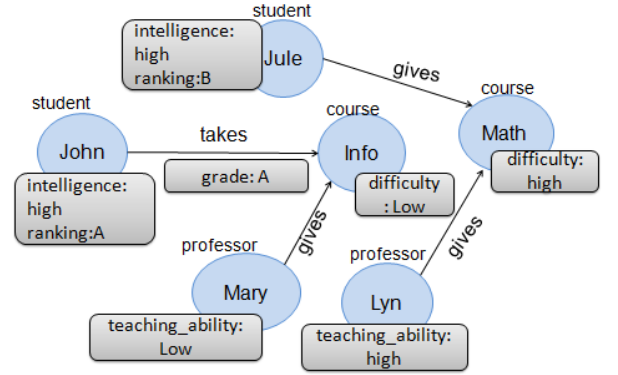 student
intelligence:
high
ranking:B
Jule
gives
course
Math
difficulty:
high
student
John
intelligence:
high
ranking:A
takes
grade: A
course
Info
difficulty
: Low
professor
Mary
teaching_ability:
Low
gives
professor
Lyn
teaching_ability:
high
gives